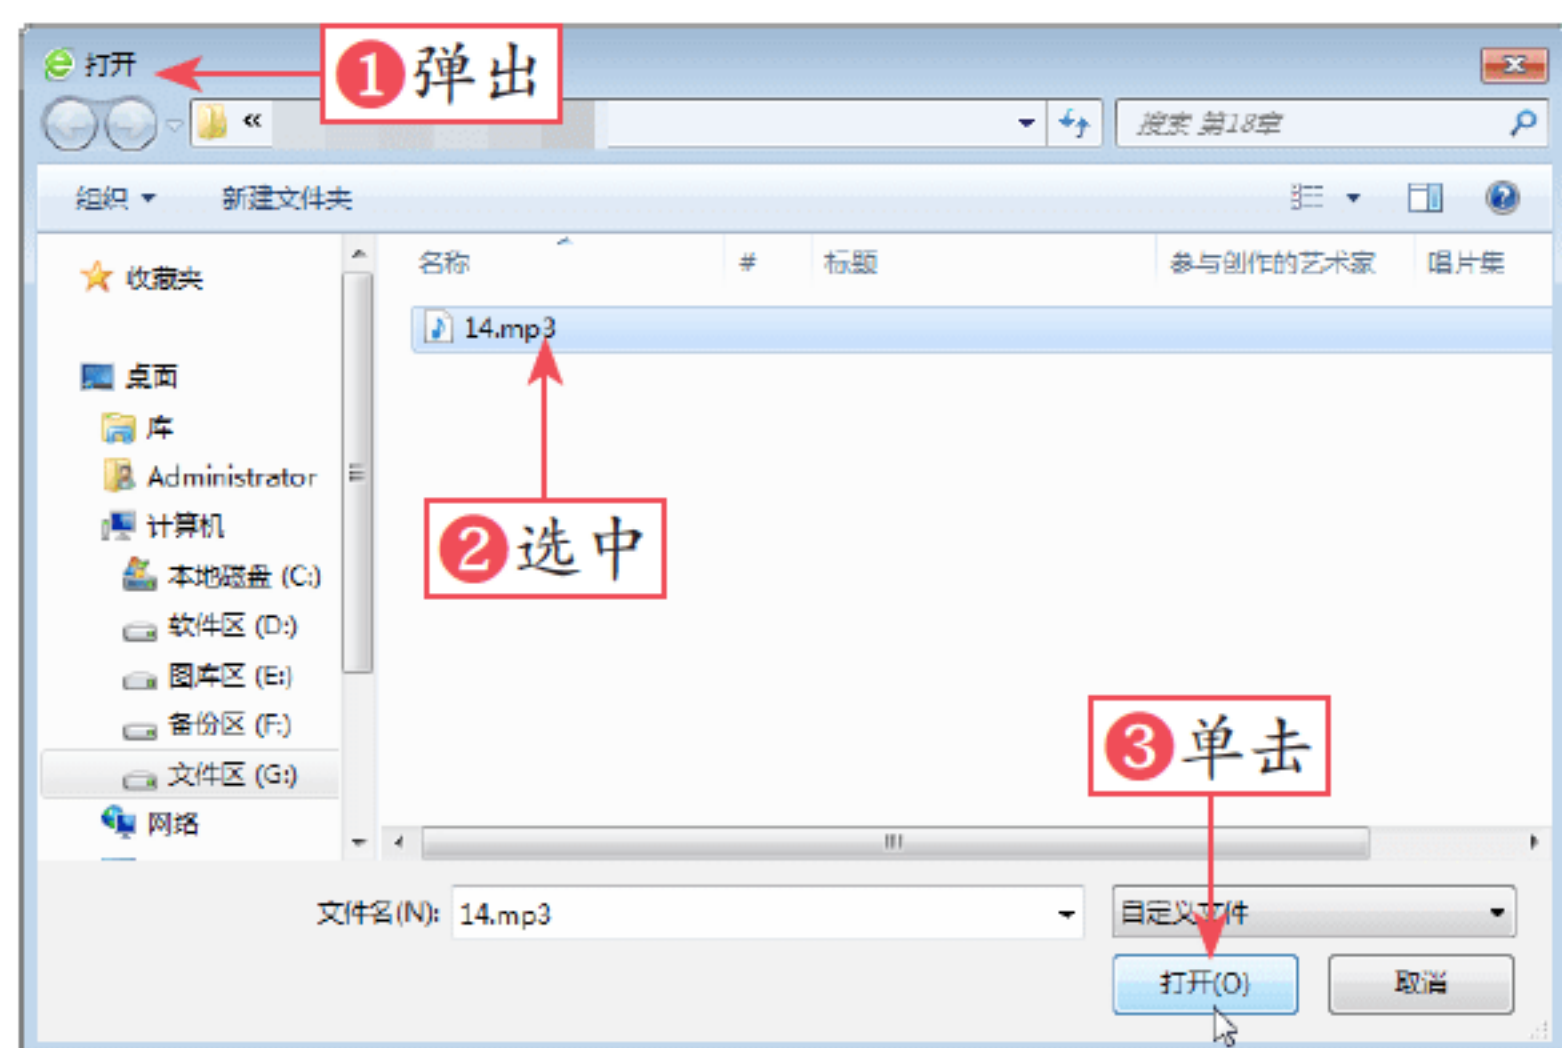 打开
❶弹出
«
搜索 第18章
组织 新建文件夹
名称 # 标题 参与创作的艺术家 唱片集
收藏夹
14.mp3
桌面
库
Administrator
计算机
❷选中
本地磁盘 (C:)
软件区 (D:)
图库区 (E:)
备份区 (F:)
❸单击
文件区 (G:)
网络
文件名(N): 14.mp3 自定义文件
打开(O) 取消